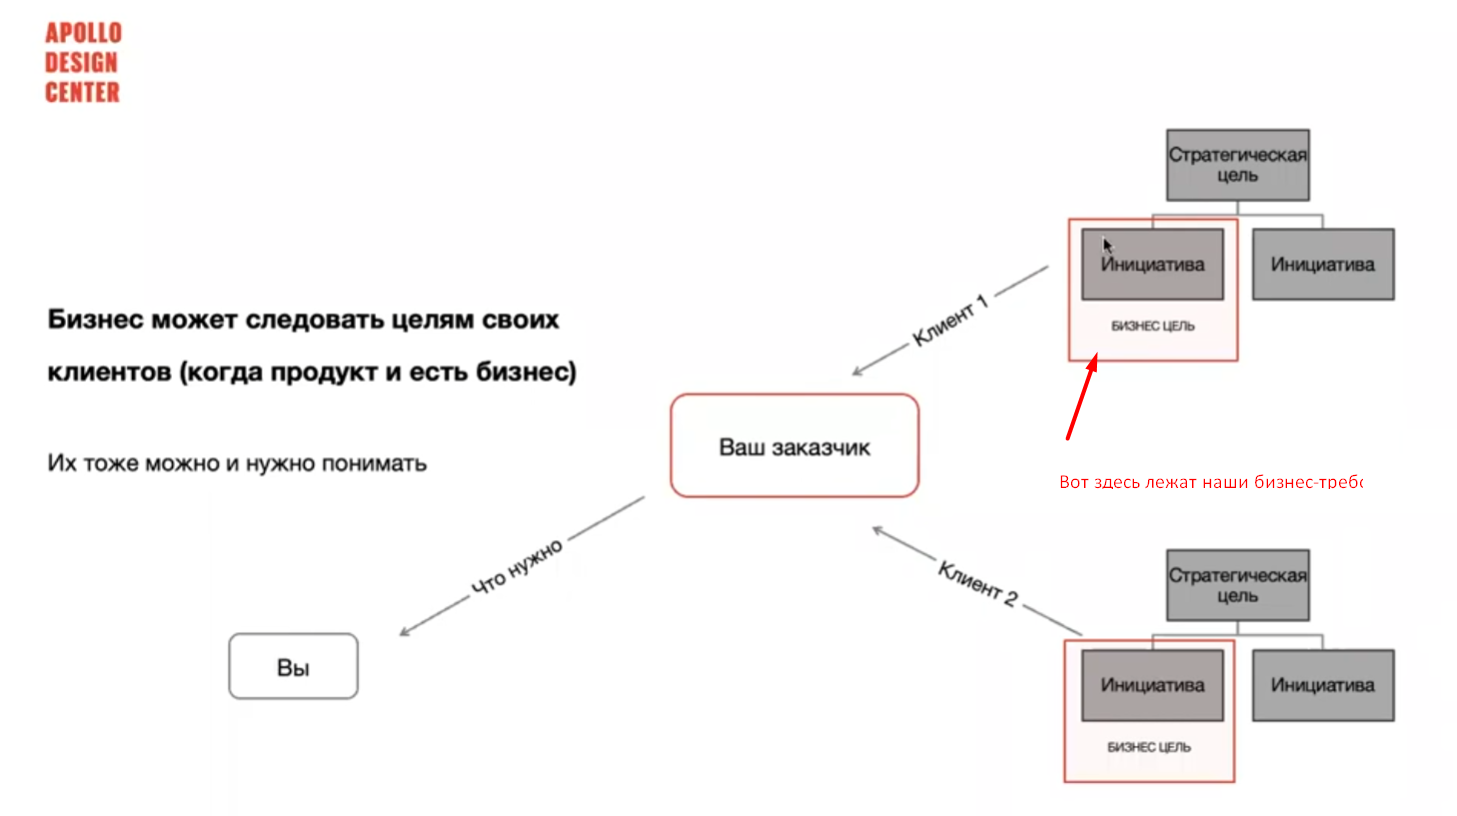 APOLLO
DESIGN
CENTER
Бизнес может следовать целям своих
клиентов (когда продукт и есть бизнес)
Их тоже можно и нужно понимать
Стратегическая
цель
Инициатива
Инициатива
БИЗНЕС ЦЕЛЬ
Клиент 1
Ваш заказчик
Вот здесь лежат наши бизнес-требо
Что нужно
Клиент 2
Вы
Стратегическая
цель
Инициатива
Инициатива
БИЗНЕС ЦЕЛЬ